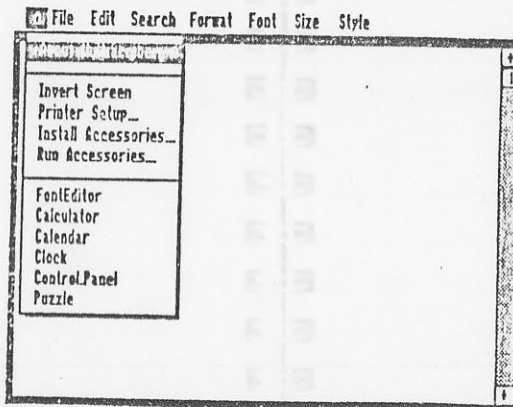 File Edit Search Format Font Size Style
Invert Screen
Printer Setup...
Install Accessories...
Run Accessories...
FontEditor
Calculator
Calendar
Clock
Control Panel
Puzzle